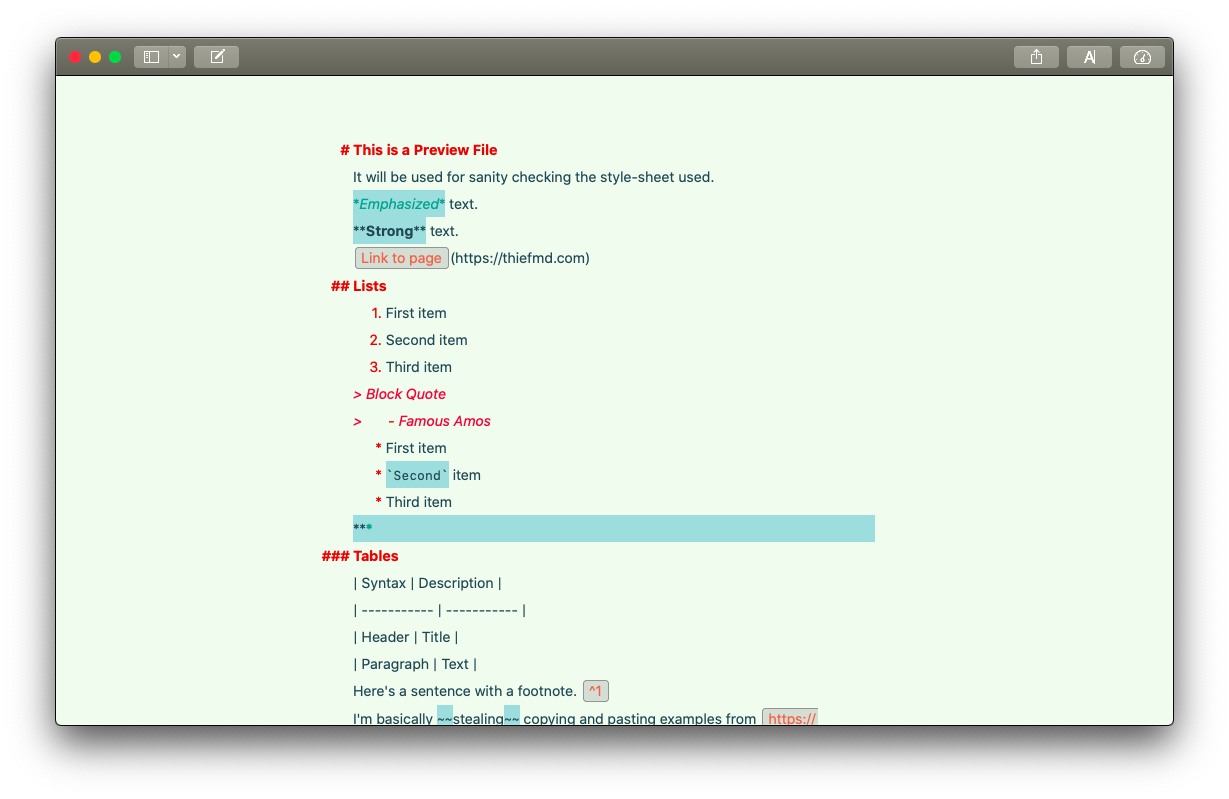 # This is a Preview File
It will be used for sanity checking the style-sheet used.
*Emphasized* text.
**Strong** text.
Link to page(https://thiefmd.com)
## Lists
1. First item
2. Second item
3. Third item
> Block Quote
> - Famous Amos
* First item
* `Second` item
* Third item
***
### Tables
| Syntax | Description |
| ----------- | ----------- |
| Header | Title |
| Paragraph | Text |
Here's a sentence with a footnote. ^1
I'm basically ~~stealing~~ copying and pasting examples from https://